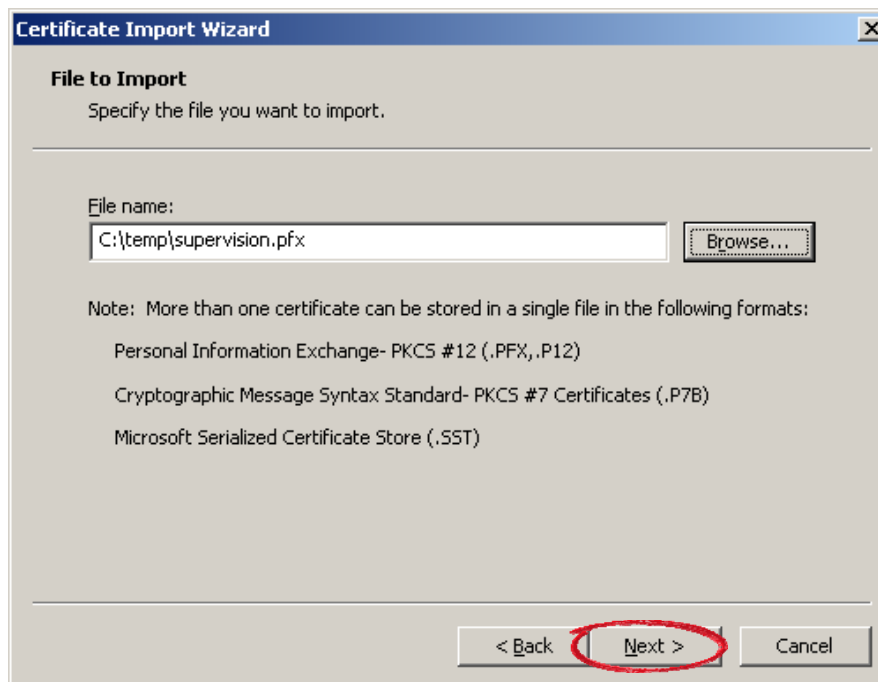 Certificate Import Wizard
File to Import
Specify the file you want to import.
File name:
C:\temp\supervision.pfx
Browse...
Note:  More than one certificate can be stored in a single file in the following formats:
Personal Information Exchange- PKCS #12 (.PFX,.P12)
Cryptographic Message Syntax Standard- PKCS #7 Certificates (.P7B)
Microsoft Serialized Certificate Store (.SST)
< Back Next > Cancel